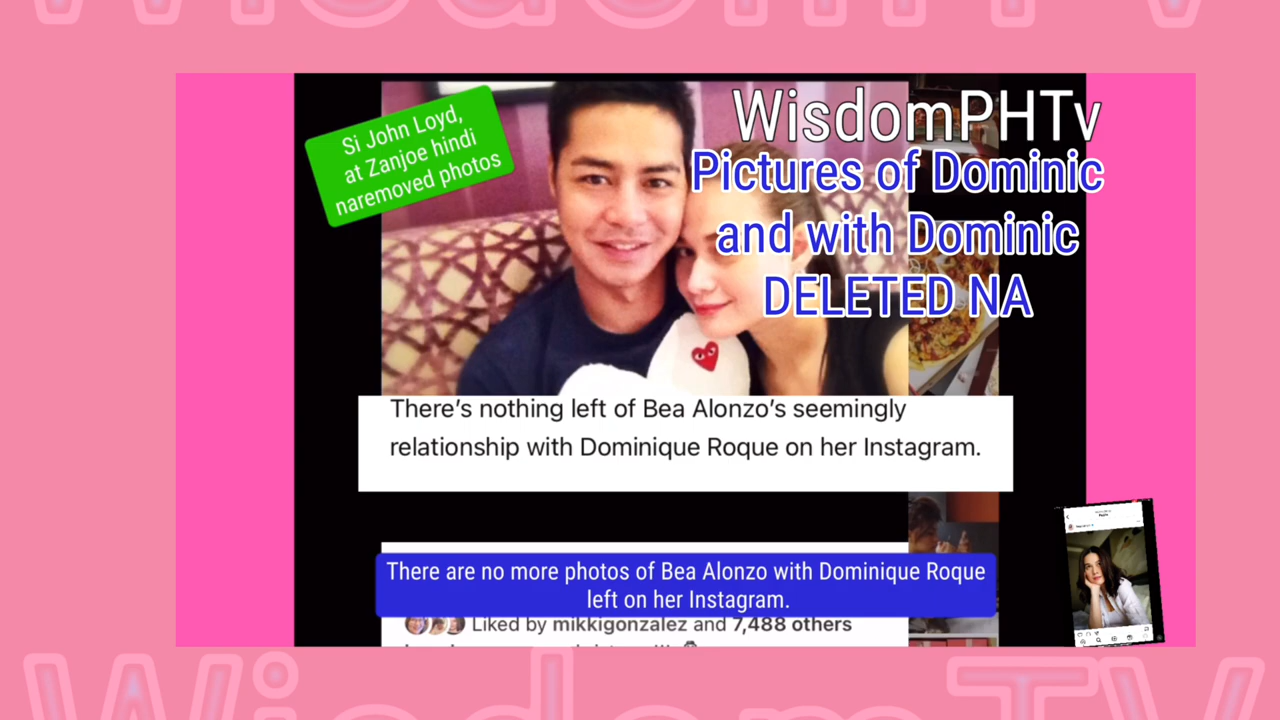 WisdomTV
Si John Loyd,
at Zanjoe hindi
naremoved photos
WisdomPHTv
Pictures of Dominic
and with Dominic
DELETED NA
There's nothing left of Bea Alonzo's seemingly
relationship with Dominique Roque on her Instagram.
There are no more photos of Bea Alonzo with Dominique Roque
left on her Instagram.
Liked by mikkigonzalez and 7,488 others
WisdomTV